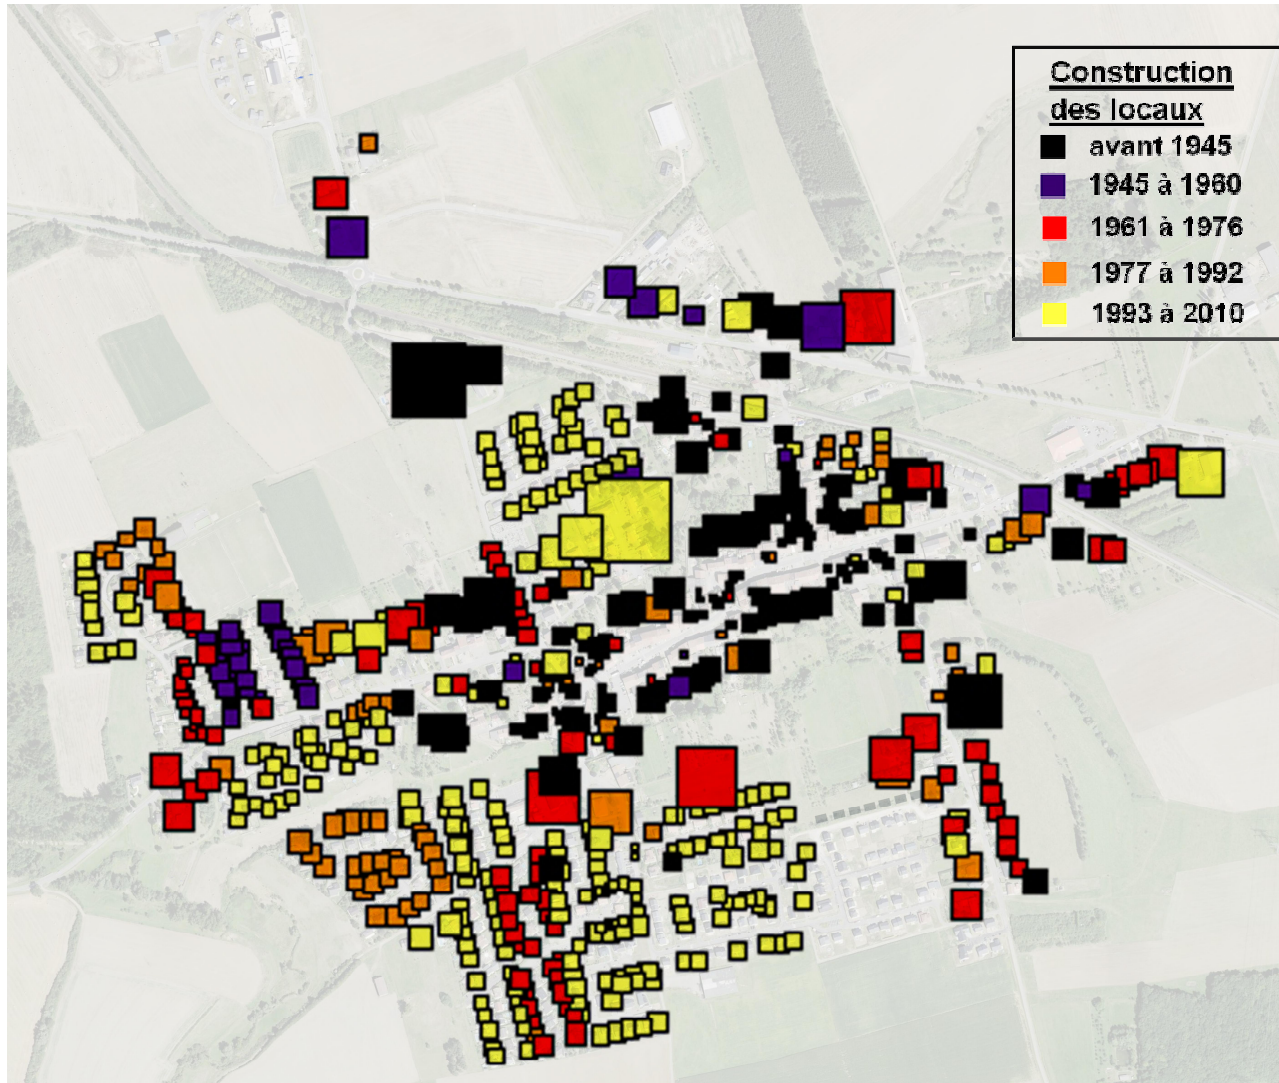 Construction
des locaux
avant 1945
1945 à 1960
1961 à 1976
1977 à 1992
1993 à 2010